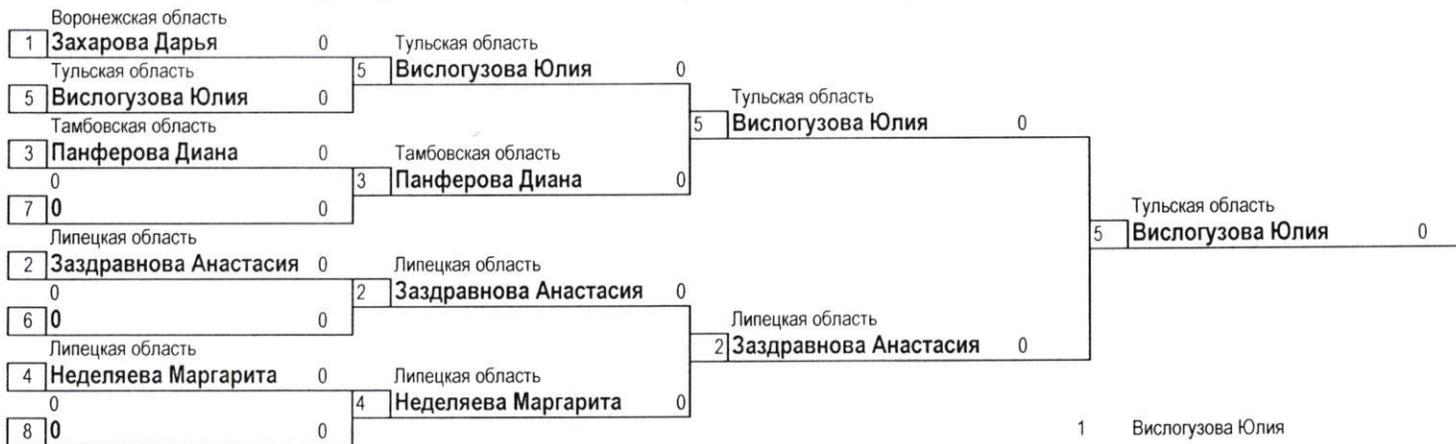 Воронежская область
1 Захарова Дарья 0
Тульская область
5 Вислогузова Юлия 0
Тамбовская область
3 Панферова Диана 0
0
7 0 0
Липецкая область
2 Заздравнова Анастасия 0
0
6 0 0
Липецкая область
4 Неделяева Маргарита 0
0
8 0 0
Тульская область
5 Вислогузова Юлия 0
Тамбовская область
3 Панферова Диана 0
Липецкая область
2 Заздравнова Анастасия 0
Липецкая область
4 Неделяева Маргарита 0
Тульская область
5 Вислогузова Юлия 0
Липецкая область
2 Заздравнова Анастасия 0
Тульская область
5 Вислогузова Юлия 0
1 Вислогузова Юлия